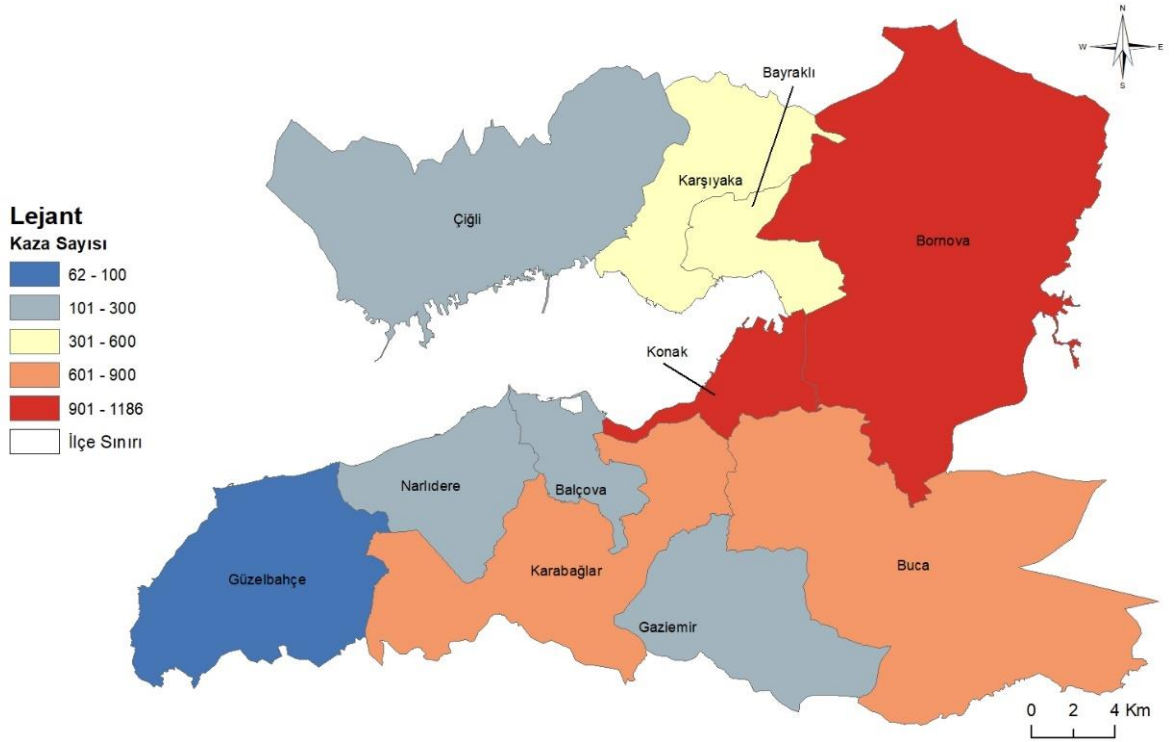 N
W E
S
Bayraklı
Karşıyaka
Çiğli
Bornova
Lejant
Kaza Sayısı
62 - 100
101 - 300
301 - 600
601 - 900
901 - 1186
İlçe Sınırı
Konak
Narlıdere
Balçova
Güzelbahçe
Karabağlar
Buca
Gaziemir
0 2 4 Km